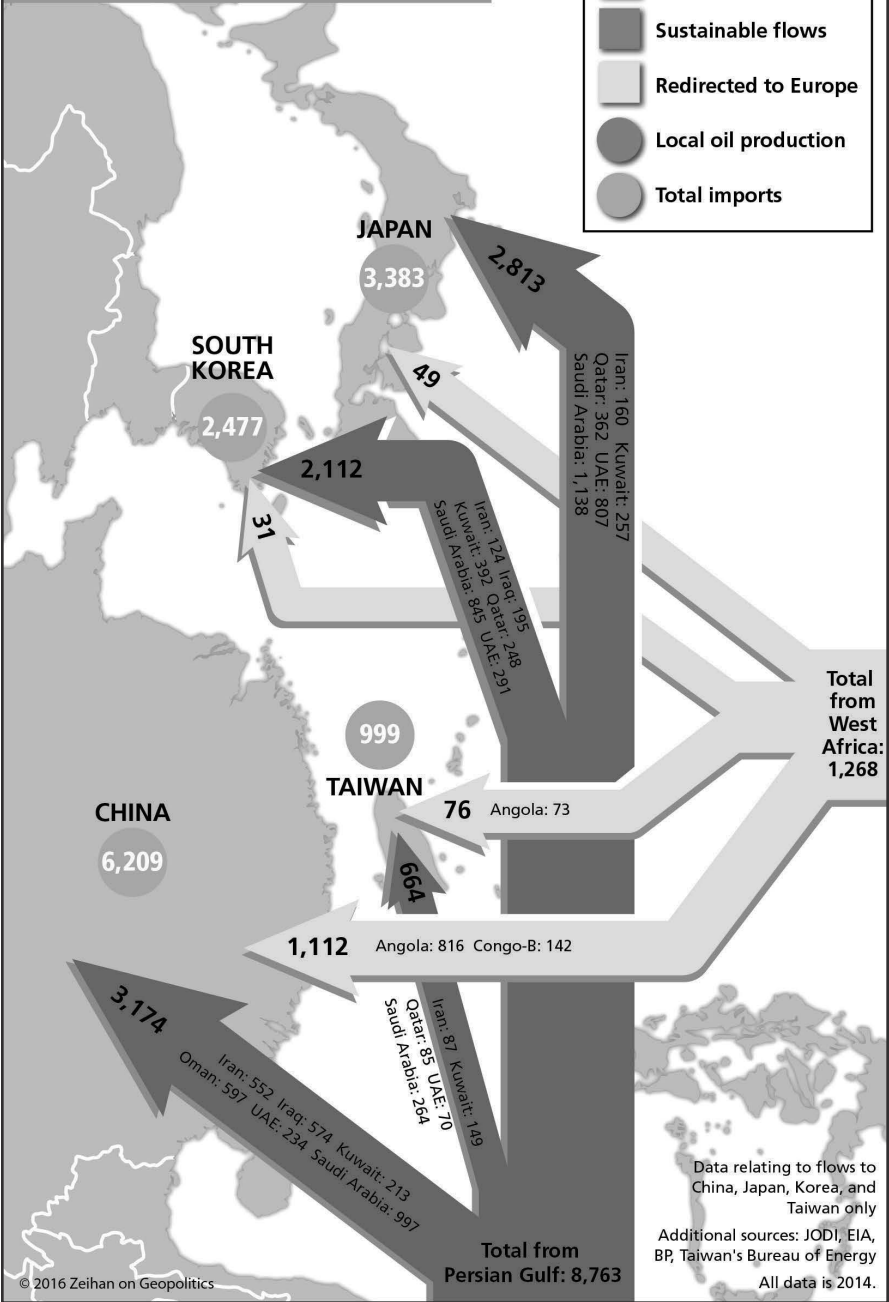 Sustainable flows
Redirected to Europe
Local oil production
Total imports
JAPAN
3,383
2,813
Iran: 160 Kuwait: 257
Qatar: 362 UAE: 807
Saudi Arabia: 1,138
49
SOUTH
KOREA
2,477
2,112
Iran: 124 Iraq: 195
Kuwait: 392 Qatar: 248
Saudi Arabia: 845 UAE: 291
31
Total
from
West
Africa:
1,268
999
TAIWAN
76 Angola: 73
664
Iran: 87 Kuwait: 149
Qatar: 85 UAE: 70
Saudi Arabia: 264
CHINA
6,209
1,112 Angola: 816 Congo-B: 142
3,174
Iran: 552 Iraq: 574 Kuwait: 213
Oman: 597 UAE: 234 Saudi Arabia: 997
Total from
Persian Gulf: 8,763
Data relating to flows to
China, Japan, Korea, and
Taiwan only
Additional sources: JODI, EIA,
BP, Taiwan's Bureau of Energy
All data is 2014.
© 2016 Zeihan on Geopolitics